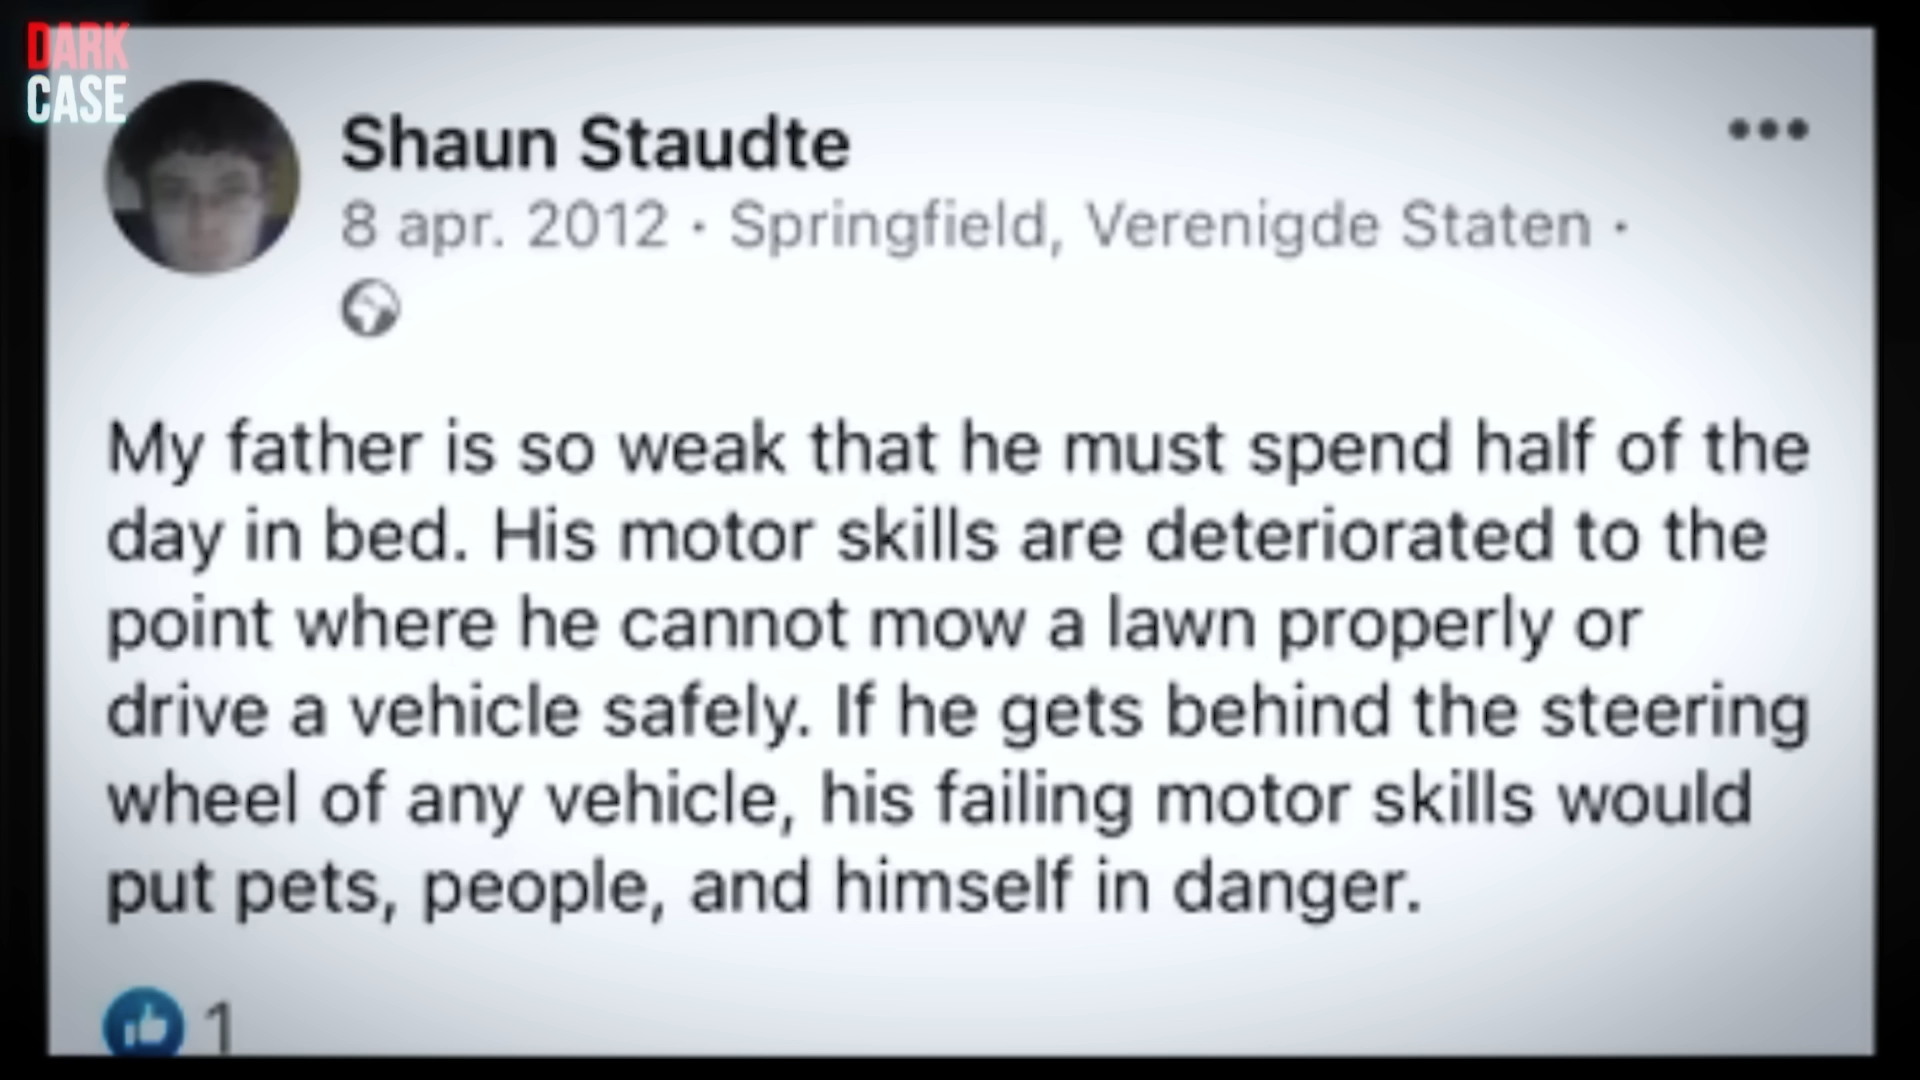 DARK
CASE
Shaun Staudte
8 apr. 2012 · Springfield, Verenigde Staten ·
My father is so weak that he must spend half of the
day in bed. His motor skills are deteriorated to the
point where he cannot mow a lawn properly or
drive a vehicle safely. If he gets behind the steering
wheel of any vehicle, his failing motor skills would
put pets, people, and himself in danger.
1